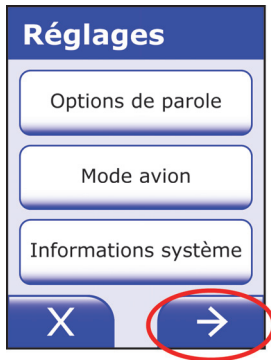 Réglages
Options de parole
Mode avion
Informations système
X →